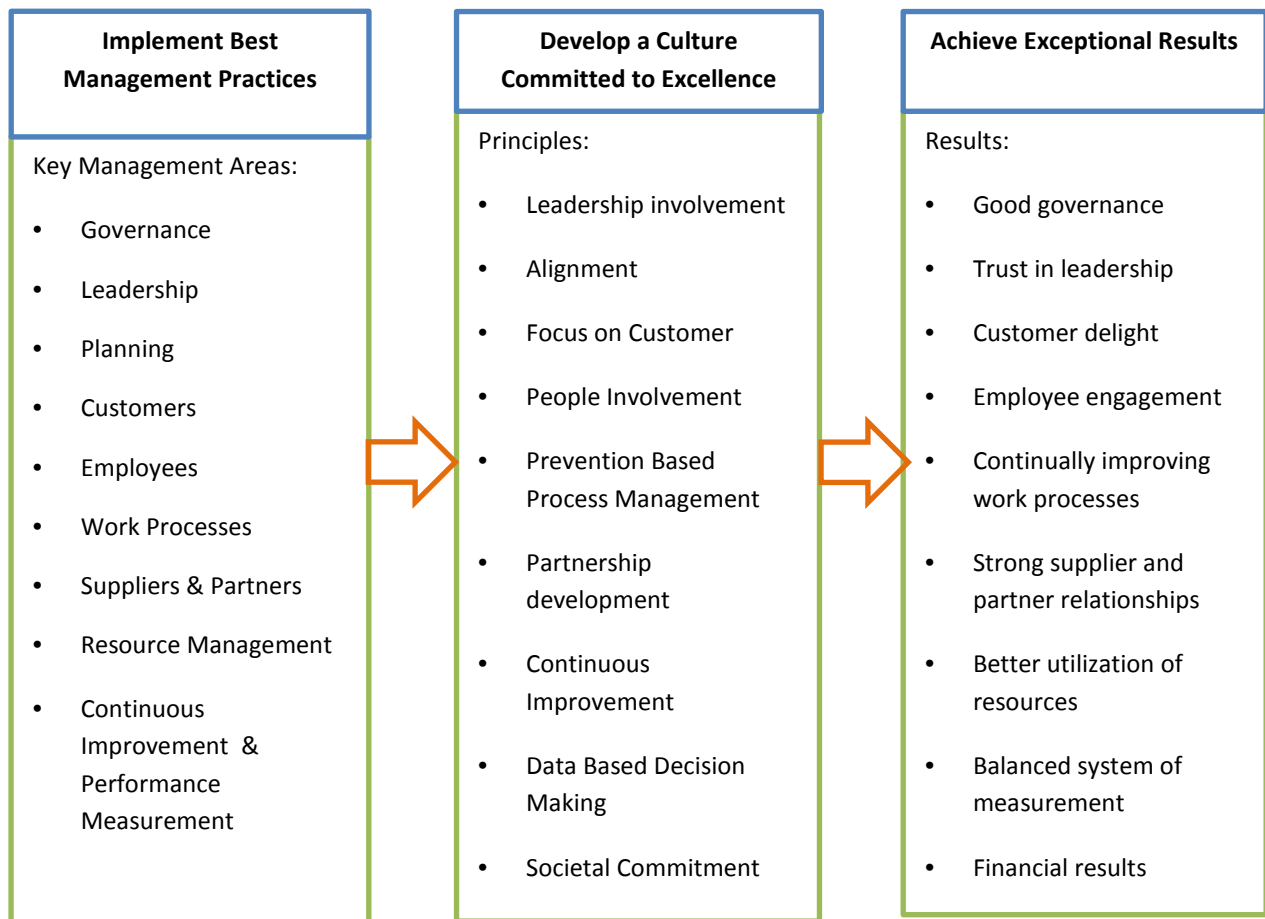 Implement Best
Management Practices
Key Management Areas:
• Governance
• Leadership
• Planning
• Customers
• Employees
• Work Processes
• Suppliers & Partners
• Resource Management
• Continuous
Improvement &
Performance
Measurement
Develop a Culture
Committed to Excellence
Principles:
• Leadership involvement
• Alignment
• Focus on Customer
• People Involvement
• Prevention Based
Process Management
• Partnership
development
• Continuous
Improvement
• Data Based Decision
Making
• Societal Commitment
Achieve Exceptional Results
Results:
• Good governance
• Trust in leadership
• Customer delight
• Employee engagement
• Continually improving
work processes
• Strong supplier and
partner relationships
• Better utilization of
resources
• Balanced system of
measurement
• Financial results